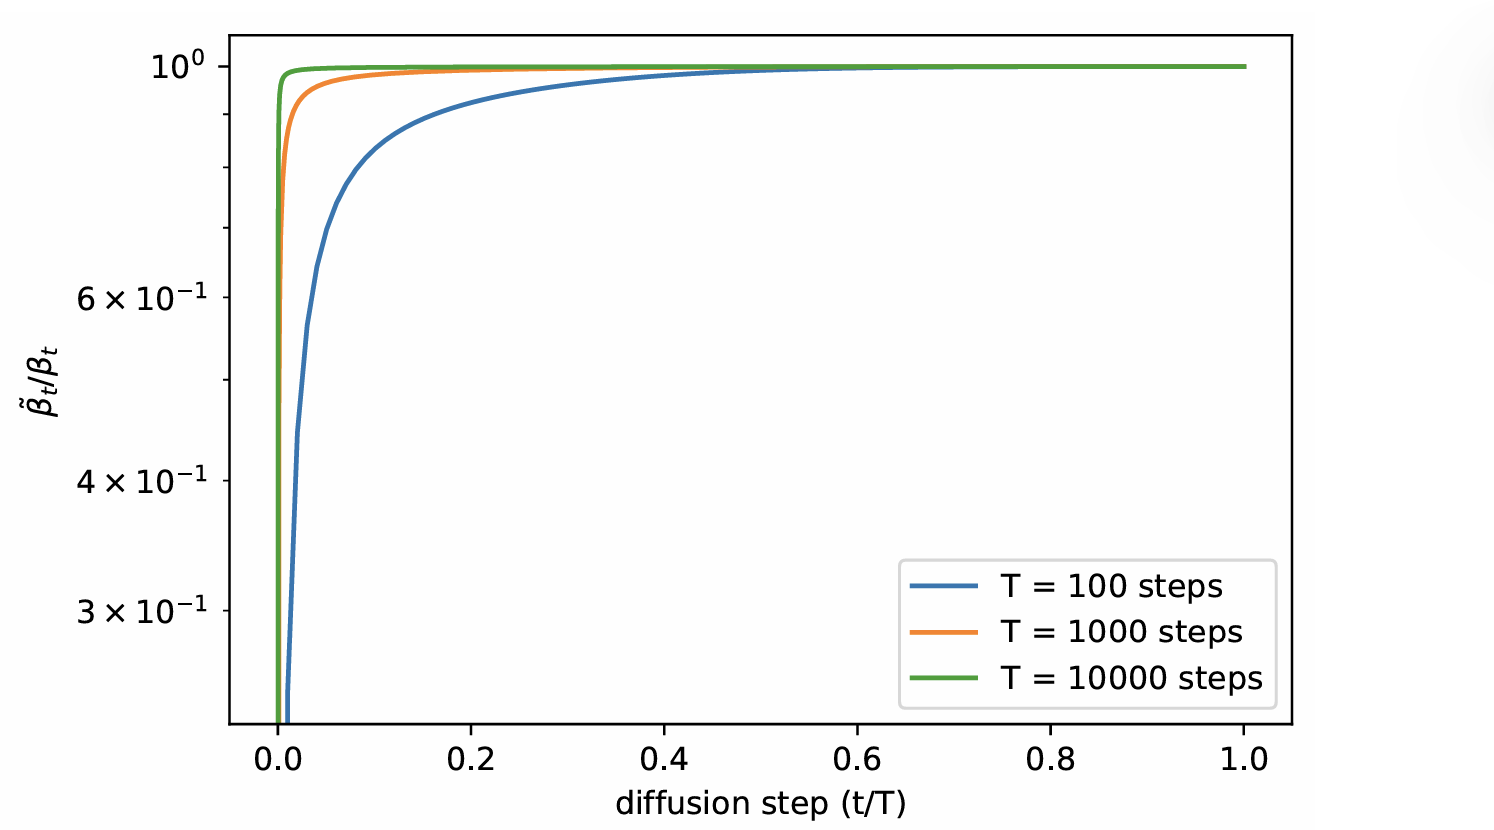 10⁰
6 × 10⁻¹
4 × 10⁻¹
3 × 10⁻¹
β̃ₜ/βₜ
T = 100 steps
T = 1000 steps
T = 10000 steps
0.0 0.2 0.4 0.6 0.8 1.0
diffusion step (t/T)